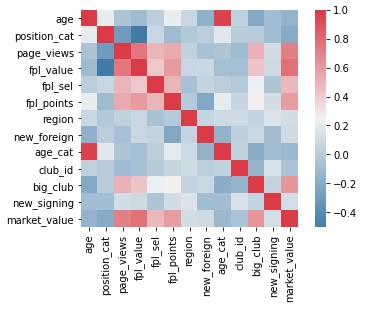 age
position_cat
page_views
fpl_value
fpl_sel
fpl_points
region
new_foreign
age_cat
club_id
big_club
new_signing
market_value
age
position_cat
page_views
fpl_value
fpl_sel
fpl_points
region
new_foreign
age_cat
club_id
big_club
new_signing
market_value
1.0
0.8
0.6
0.4
0.2
0.0
−0.2
−0.4